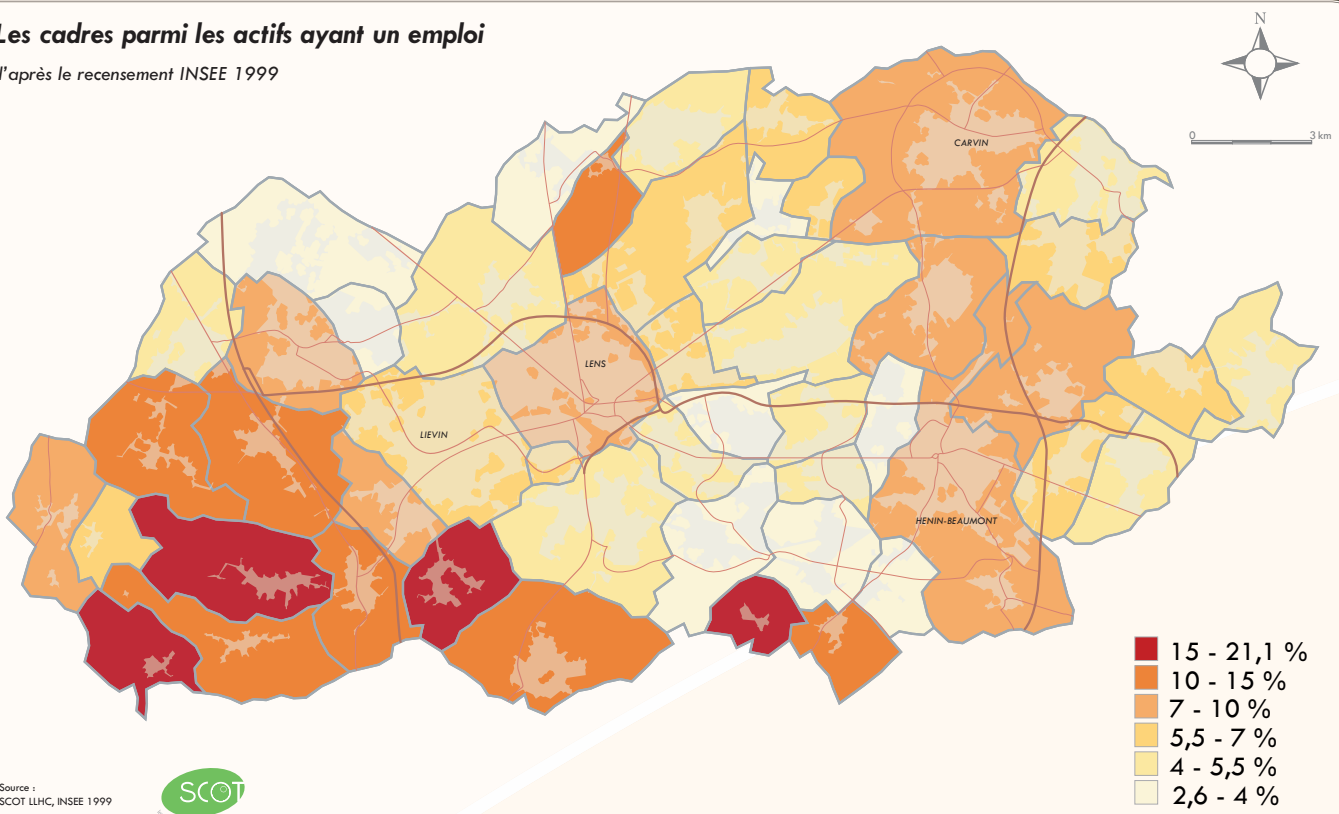 Les cadres parmi les actifs ayant un emploi
d'après le recensement INSEE 1999
N
0 3 km
CARVIN
LENS
LIEVIN
HENIN-BEAUMONT
15 - 21,1 %
10 - 15 %
7 - 10 %
5,5 - 7 %
4 - 5,5 %
2,6 - 4 %
Source :
SCOT LLHC, INSEE 1999
SCOT